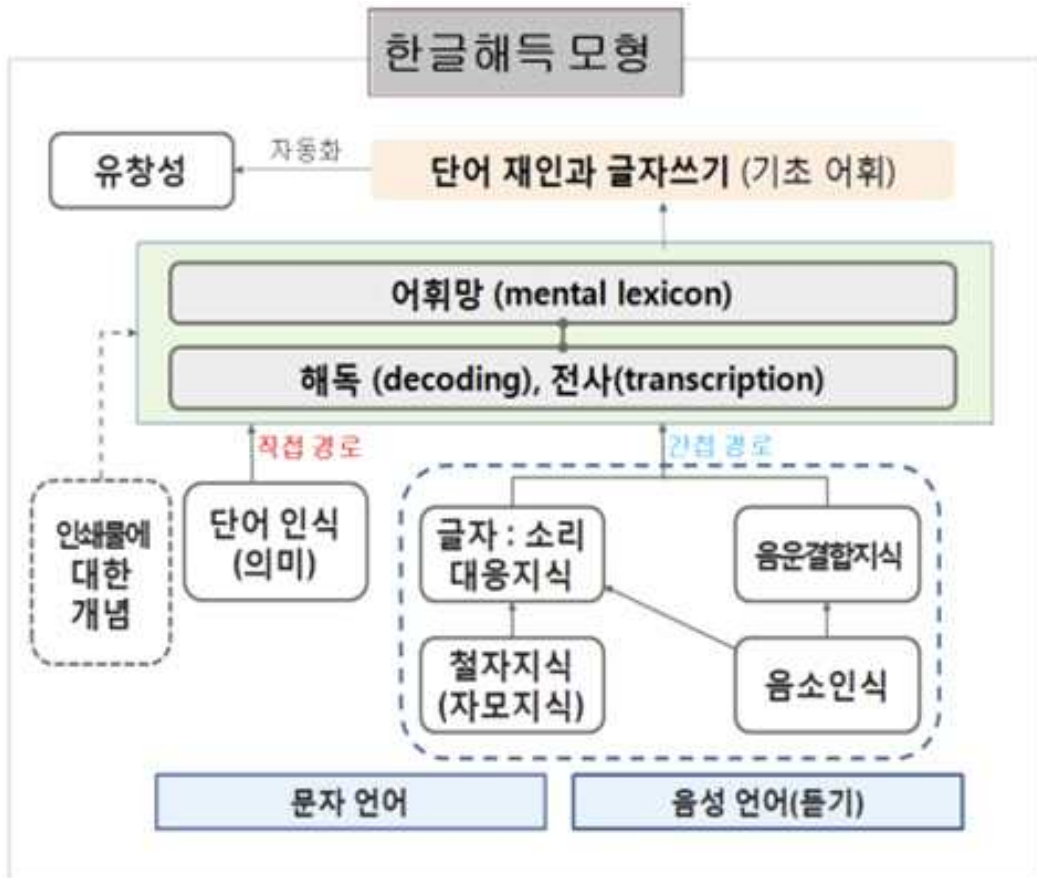 한글해득 모형
유창성
자동화
단어 재인과 글자쓰기 (기초 어휘)
어휘망 (mental lexicon)
해독 (decoding), 전사(transcription)
직접 경로
간접 경로
인쇄물에
대한
개념
단어 인식
(의미)
글자 : 소리
대응지식
음운결합지식
철자지식
(자모지식)
음소인식
문자 언어
음성 언어(듣기)